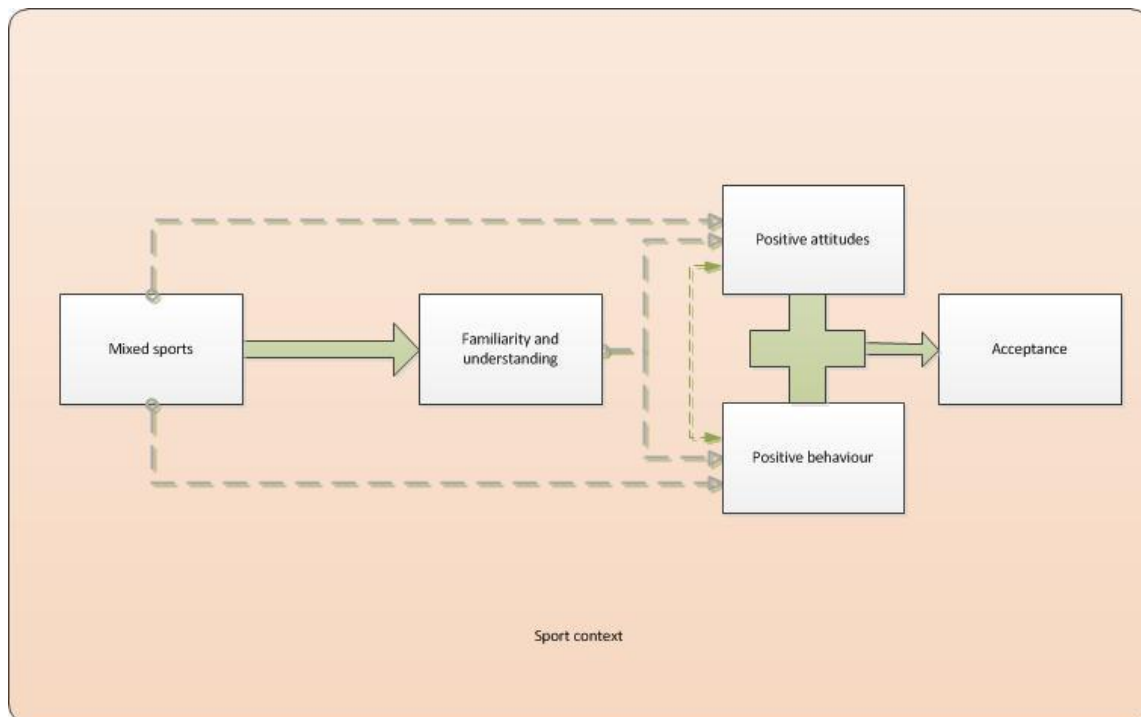 Positive attitudes
Mixed sports
Familiarity and
understanding
Acceptance
Positive behaviour
Sport context